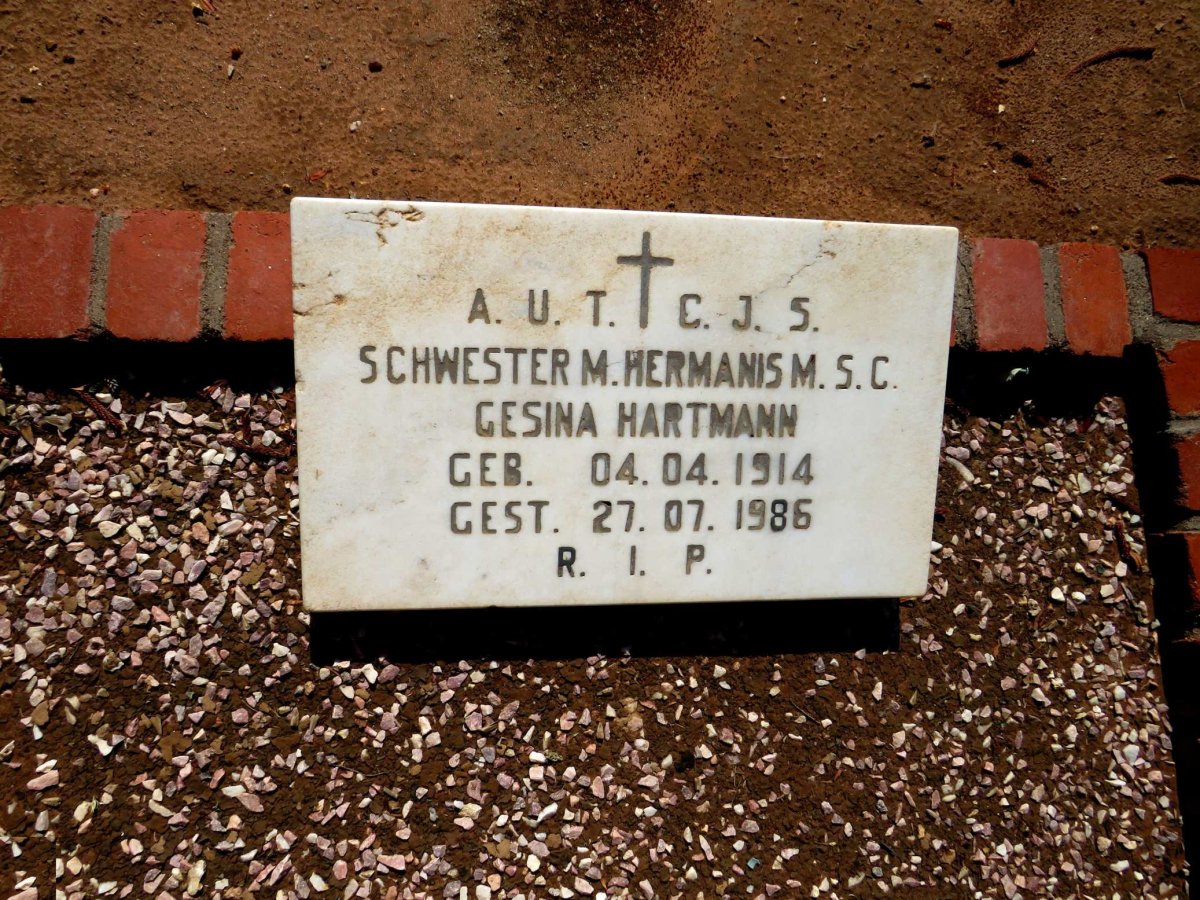 A. U. T. C. J. S.
SCHWESTER M. HERMANIS M. S. C.
GESINA HARTMANN
GEB. 04. 04. 1914
GEST. 27. 07. 1986
R. I. P.